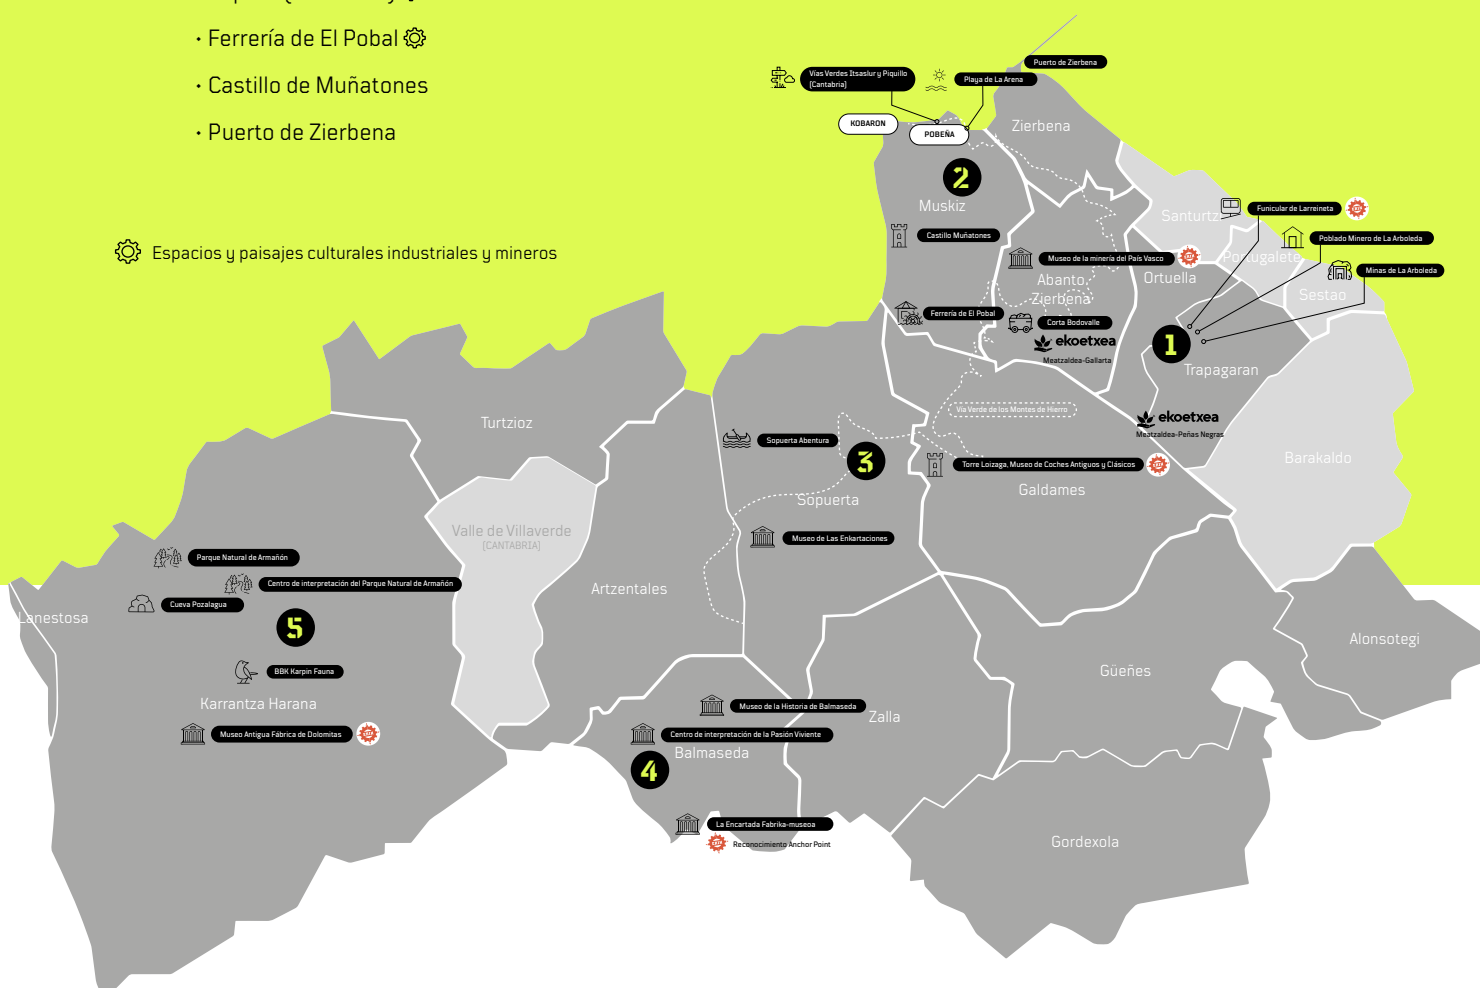 • Ferrería de El Pobal
• Castillo de Muñatones
• Puerto de Zierbena
Espacios y paisajes culturales industriales y mineros
Puerto de Zierbena
Vías Verdes Itsaslur y Piquillo
(Cantabria)
Playa de La Arena
KOBARON
POBEÑA
Zierbena
2
Muskiz
Santurtzi
Funicular de Larreineta
Castillo Muñatones
Poblado Minero de La Arboleda
Museo de la minería del País Vasco
Portugalete
Minas de La Arboleda
Abanto
Zierbena
Ortuella
Sestao
Ferrería de El Pobal
Corta Bodovalle
ekoetxea
Meatzaldea-Gallarta
1
Trapagaran
Vía Verde de los Montes de Hierro
ekoetxea
Meatzaldea-Peñas Negras
Turtzioz
Sopuerta Abentura
3
Torre Loizaga, Museo de Coches Antiguos y Clásicos
Barakaldo
Galdames
Sopuerta
Valle de Villaverde
(CANTABRIA)
Museo de Las Enkartaciones
Parque Natural de Armañón
Centro de interpretación del Parque Natural de Armañón
Artzentales
Cueva Pozalagua
Lanestosa
5
Alonsotegi
BBK Karpin Fauna
Güeñes
Karrantza Harana
Museo de la Historia de Balmaseda
Zalla
Museo Antigua Fábrica de Dolomitas
Centro de interpretación de la Pasión Viviente
Balmaseda
4
La Encartada Fabrika-museoa
Reconocimiento Anchor Point
Gordexola